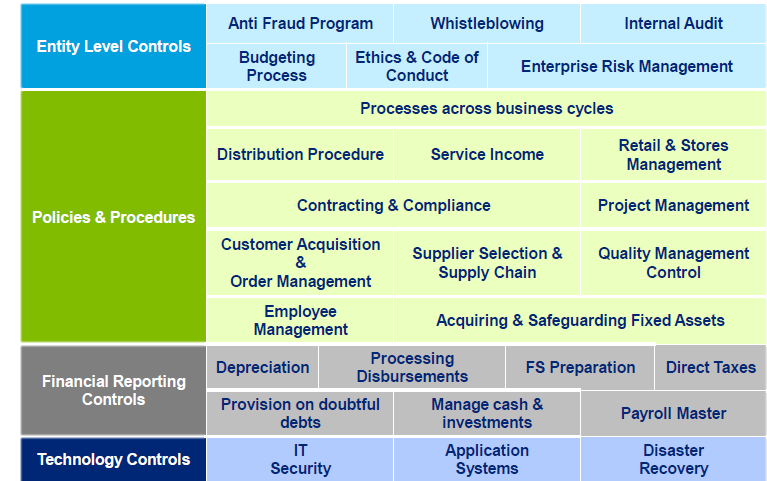 Entity Level Controls
Anti Fraud Program
Whistleblowing
Internal Audit
Budgeting
Process
Ethics & Code of
Conduct
Enterprise Risk Management
Policies & Procedures
Processes across business cycles
Distribution Procedure
Service Income
Retail & Stores
Management
Contracting & Compliance
Project Management
Customer Acquisition
&
Order Management
Supplier Selection &
Supply Chain
Quality Management
Control
Employee
Management
Acquiring & Safeguarding Fixed Assets
Financial Reporting
Controls
Depreciation
Processing
Disbursements
FS Preparation
Direct Taxes
Provision on doubtful
debts
Manage cash &
investments
Payroll Master
Technology Controls
IT
Security
Application
Systems
Disaster
Recovery